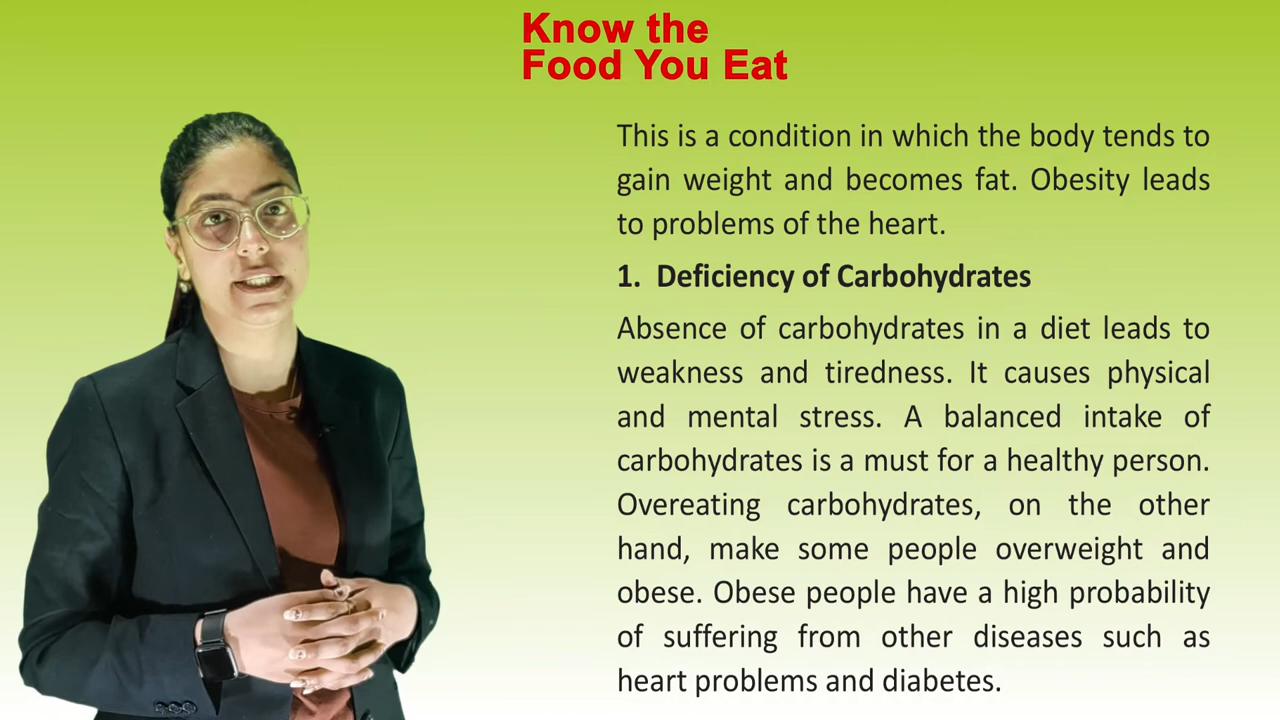 Know the
Food You Eat
This is a condition in which the body tends to
gain weight and becomes fat. Obesity leads
to problems of the heart.
1. Deficiency of Carbohydrates
Absence of carbohydrates in a diet leads to
weakness and tiredness. It causes physical
and mental stress. A balanced intake of
carbohydrates is a must for a healthy person.
Overeating carbohydrates, on the other
hand, make some people overweight and
obese. Obese people have a high probability
of suffering from other diseases such as
heart problems and diabetes.